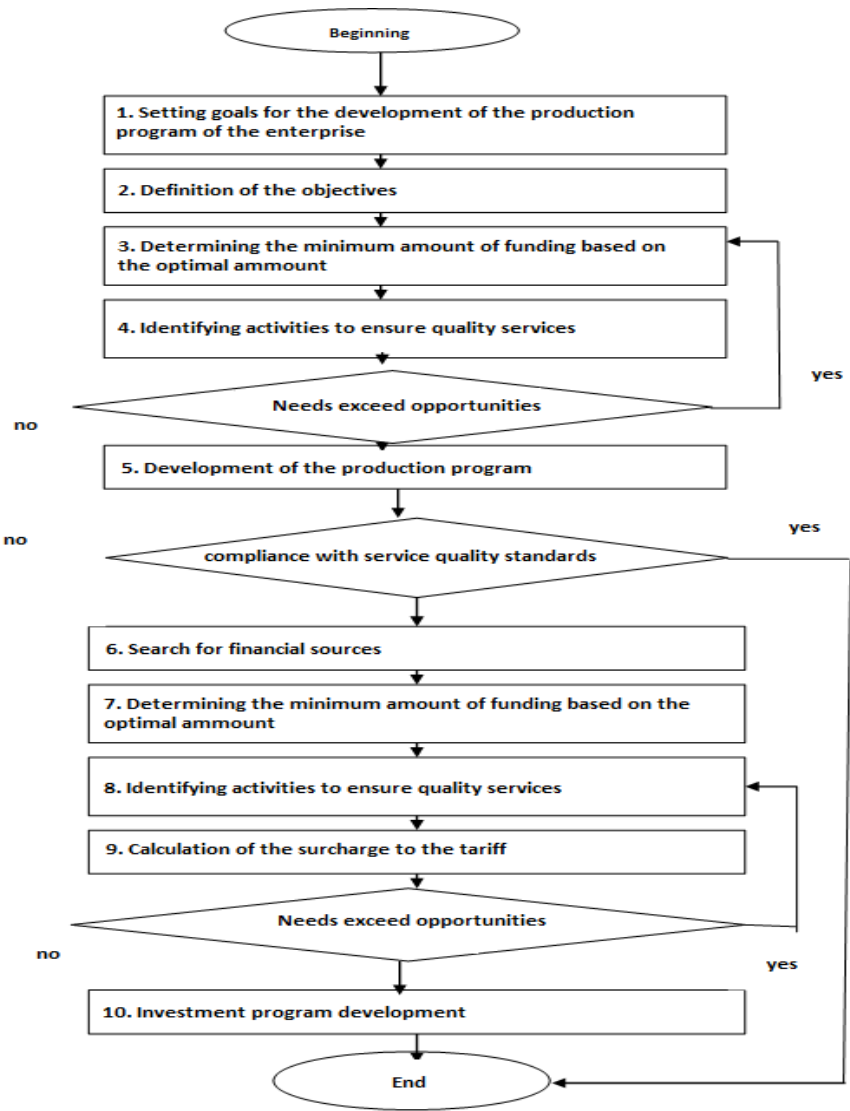 Beginning
1. Setting goals for the development of the production
program of the enterprise
2. Definition of the objectives
3. Determining the minimum amount of funding based on
the optimal ammount
4. Identifying activities to ensure quality services
yes
Needs exceed opportunities
no
5. Development of the production program
yes
no
compliance with service quality standards
6. Search for financial sources
7. Determining the minimum amount of funding based on the
optimal ammount
8. Identifying activities to ensure quality services
9. Calculation of the surcharge to the tariff
Needs exceed opportunities
no
yes
10. Investment program development
End